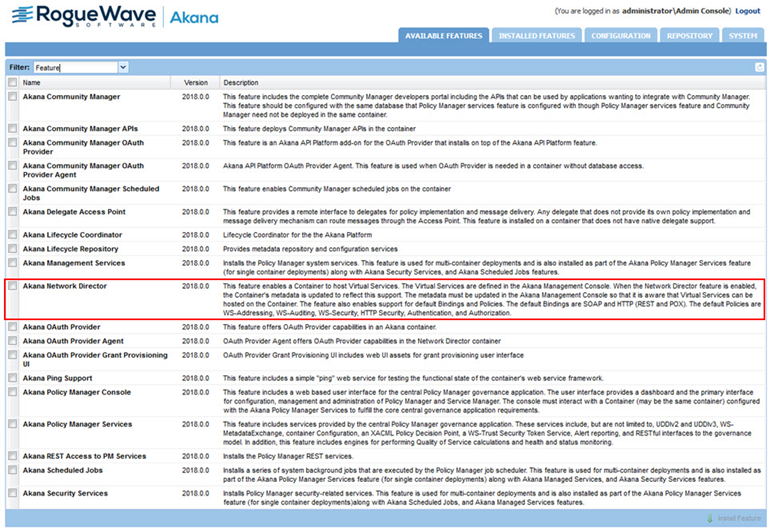 RogueWave
SOFTWARE
Akana
(You are logged in as administrator\Admin Console) Logout
AVAILABLE FEATURES INSTALLED FEATURES CONFIGURATION REPOSITORY SYSTEM
Filter: Feature
Name Version Description
Akana Community Manager 2018.0.0 This feature includes the complete Community Manager developers portal including the APIs that can be used by applications wanting to integrate with Community Manager.
This feature should be configured with the same database that Policy Manager services feature is configured with though Policy Manager services feature and Community
Manager need not be deployed in the same container.
Akana Community Manager APIs 2018.0.0 This feature deploys Community Manager APIs in the container
Akana Community Manager OAuth 2018.0.0 This feature is an Akana API Platform add-on for the OAuth Provider that installs on top of the Akana API Platform feature.
Provider
Akana Community Manager OAuth 2018.0.0 Akana API Platform OAuth Provider Agent. This feature is used when OAuth Provider is needed in a container without database access.
Provider Agent
Akana Community Manager Scheduled 2018.0.0 This feature enables Community Manager scheduled jobs on the container
Jobs
Akana Delegate Access Point 2018.0.0 This feature provides a remote interface to delegates for policy implementation and message delivery. Any delegate that does not provide its own policy implementation and
message delivery mechanism can route messages through the Access Point. This feature is installed on a container that does not have native delegate support.
Akana Lifecycle Coordinator 2018.0.0 Lifecycle Coordinator for the the Akana Platform
Akana Lifecycle Repository 2018.0.0 Provides metadata repository and configuration services
Akana Management Services 2018.0.0 Installs the Policy Manager system services. This feature is used for multi-container deployments and is also installed as part of the Akana Policy Manager Services feature
(for single container deployments) along with Akana Security Services, and Akana Scheduled Jobs features.
Akana Network Director 2018.0.0 This feature enables a Container to host Virtual Services. The Virtual Services are defined in the Akana Management Console. When the Network Director feature is enabled,
the Container's metadata is updated to reflect this support. The metadata must be updated in the Akana Management Console so that it is aware that Virtual Services can be
hosted on the Container. The feature also enables support for default Bindings and Policies. The default Bindings are SOAP and HTTP (REST and POX). The default Policies are
WS-Addressing, WS-Auditing, WS-Security, HTTP Security, Authentication, and Authorization.
Akana OAuth Provider 2018.0.0 This feature offers OAuth Provider capabilities in an Akana container.
Akana OAuth Provider Agent 2018.0.0 OAuth Provider Agent offers OAuth Provider capabilities in the Network Director container
Akana OAuth Provider Grant Provisioning 2018.0.0 OAuth Provider Grant Provisioning UI includes web UI assets for grant provisioning user interface
UI
Akana Ping Support 2018.0.0 This feature includes a simple "ping" web service for testing the functional state of the container's web service framework.
Akana Policy Manager Console 2018.0.0 This feature includes a web based user interface for the central Policy Manager governance application. The user interface provides a dashboard and the primary interface
for configuration, management and administration of Policy Manager and Service Manager. The console must interact with a Container (may be the same container) configured
with the Akana Policy Manager Services to fulfill the core central governance application requirements.
Akana Policy Manager Services 2018.0.0 This feature includes services provided by the central Policy Manager governance application. These services include, but are not limited to, UDDIv2 and UDDIv3, WS-
MetadataExchange, container Configuration, an XACML Policy Decision Point, a WS-Trust Security Token Service, Alert reporting, and RESTful interfaces to the governance
model. In addition, this feature includes engines for performing Quality of Service calculations and health and status monitoring.
Akana REST Access to PM Services 2018.0.0 Installs the Policy Manager REST services.
Akana Scheduled Jobs 2018.0.0 Installs a series of system background jobs that are executed by the Policy Manager job scheduler. This feature is used for multi-container deployments and is also installed as
part of the Akana Policy Manager Services feature (for single container deployments) along with Akana Managed Services, and Akana Security Services features.
Akana Security Services 2018.0.0 Installs Policy Manager security-related services. This feature is used for multi-container deployments and is also installed as part of the Akana Policy Manager Services
feature (for single container deployments)along with Akana Scheduled Jobs, and Akana Managed Services features.
Install Feature